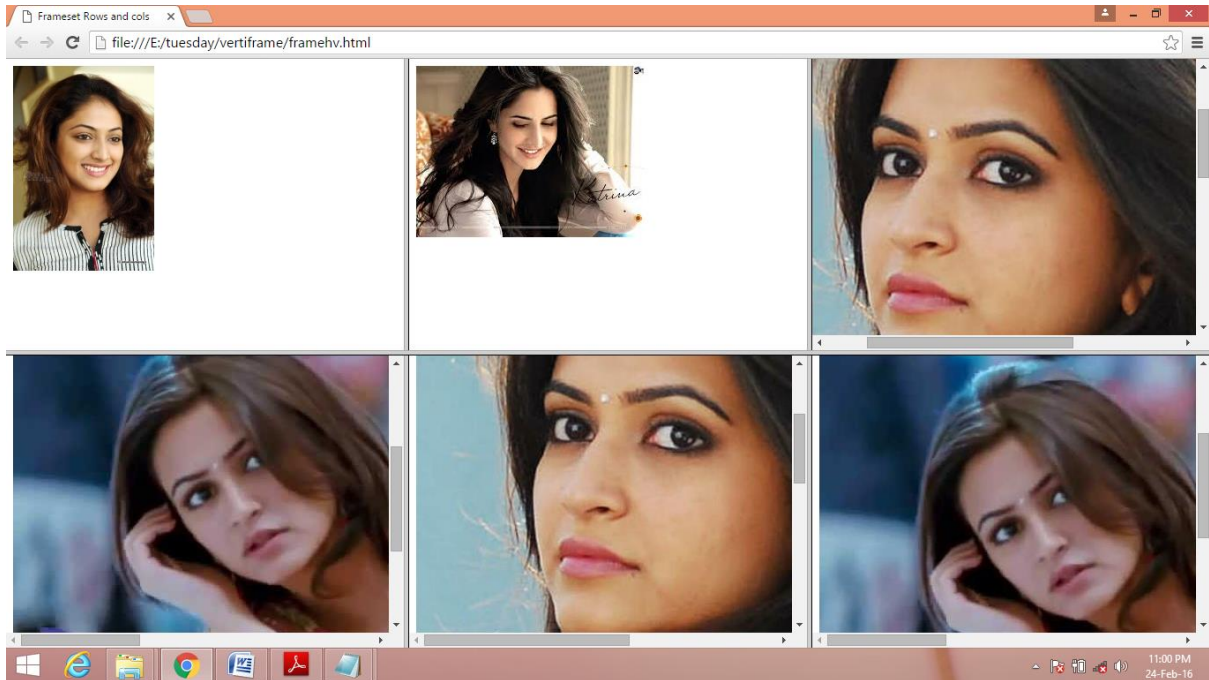 Frameset Rows and cols
file:///E:/tuesday/vertiframe/framehv.html
Katrina
11:00 PM
24-Feb-16